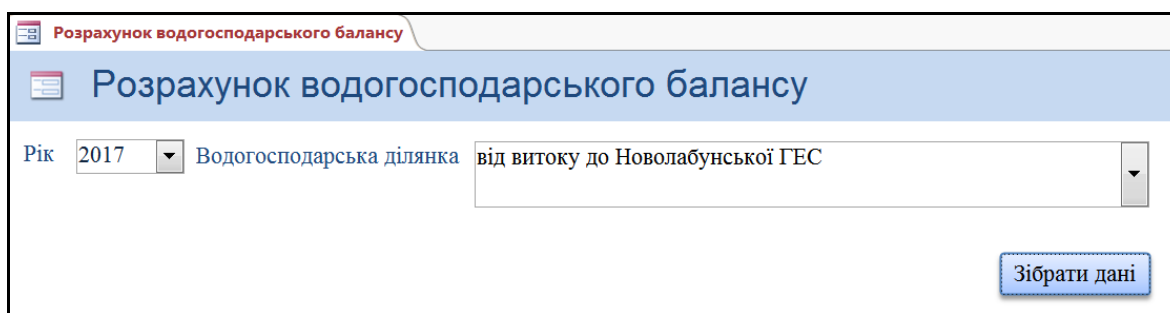 Розрахунок водогосподарського балансу
Розрахунок водогосподарського балансу
Рік 2017 Водогосподарська ділянка від витоку до Новолабунської ГЕС
Зібрати дані